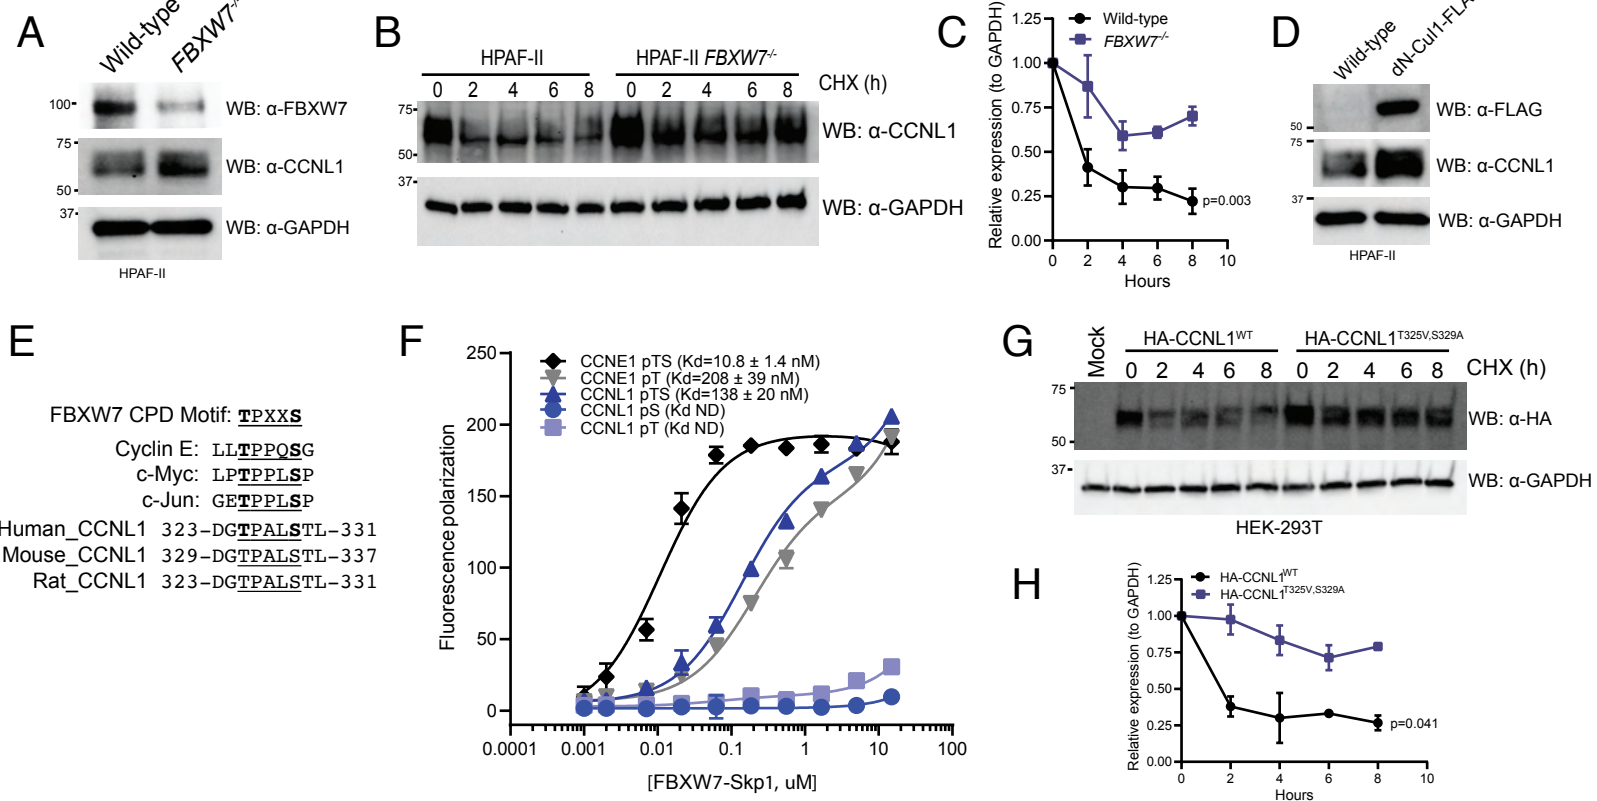 A
Wild-type
FBXW7-/-
100-
WB: α-FBXW7
75-
WB: α-CCNL1
50-
37-
WB: α-GAPDH
HPAF-II
B
HPAF-II HPAF-II FBXW7-/-
0 2 4 6 8 0 2 4 6 8 CHX (h)
75-
WB: α-CCNL1
50-
37-
WB: α-GAPDH
C
Relative expression (to GAPDH)
Wild-type
FBXW7-/-
1.25
1.00
0.75
0.50
0.25
0.00
p=0.003
0 2 4 6 8 10
Hours
D
Wild-type
dN-Cul1-FLA
WB: α-FLAG
50
75
WB: α-CCNL1
37
WB: α-GAPDH
HPAF-II
E
FBXW7 CPD Motif: TPXXS
Cyclin E: LLTPPQSG
c-Myc: LPTPPLSP
c-Jun: GETPPLSP
Human_CCNL1 323-DGTPALSTL-331
Mouse_CCNL1 329-DGTPALSTL-337
Rat_CCNL1 323-DGTPALSTL-331
F
Fluorescence polarization
250
200
150
100
50
0
CCNE1 pTS (Kd=10.8 ± 1.4 nM)
CCNE1 pT (Kd=208 ± 39 nM)
CCNL1 pTS (Kd=138 ± 20 nM)
CCNL1 pS (Kd ND)
CCNL1 pT (Kd ND)
0.0001 0.001 0.01 0.1 1 10 100
[FBXW7-Skp1, uM]
G
Mock
HA-CCNL1WT HA-CCNL1T325V,S329A
0 2 4 6 8 0 2 4 6 8 CHX (h)
75
WB: α-HA
50
37
WB: α-GAPDH
HEK-293T
H
Relative expression (to GAPDH)
HA-CCNL1WT
HA-CCNL1T325V,S329A
1.25
1.00
0.75
0.50
0.25
0.00
p=0.041
0 2 4 6 8 10
Hours